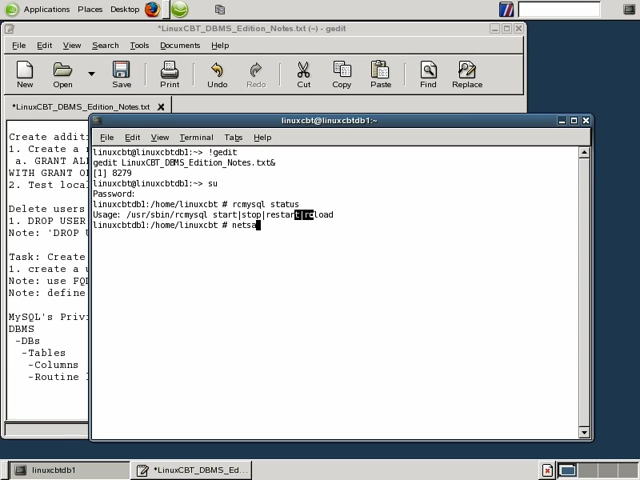 Applications Places Desktop
*LinuxCBT_DBMS_Edition_Notes.txt (~) - gedit
File Edit View Search Tools Documents Help
New Open Save Print Undo Cut Copy Paste Find Replace
*LinuxCBT_DBMS_Edition_Notes.txt
Create addit
1. Create a
a. GRANT AL
WITH GRANT O
2. Test loca
Delete users
1. DROP USER
Note: 'DROP
Task: Create
1. create a u
Note: use FQ
Note: define
MySQL's Priv
DBMS
-DBs
-Tables
-Columns
-Routine
linuxcbt@linuxcbtdb1:~
File Edit View Terminal Tabs Help
linuxcbt@linuxcbtdb1:~> !gedit
gedit LinuxCBT_DBMS_Edition_Notes.txt&
[1] 8279
linuxcbt@linuxcbtdb1:~> su
Password:
linuxcbtdb1:/home/linuxcbt # rcmysql status
Usage: /usr/sbin/rcmysql start|stop|restart|reload
linuxcbtdb1:/home/linuxcbt # netsa
linuxcbtdb1
*LinuxCBT_DBMS_Ed...